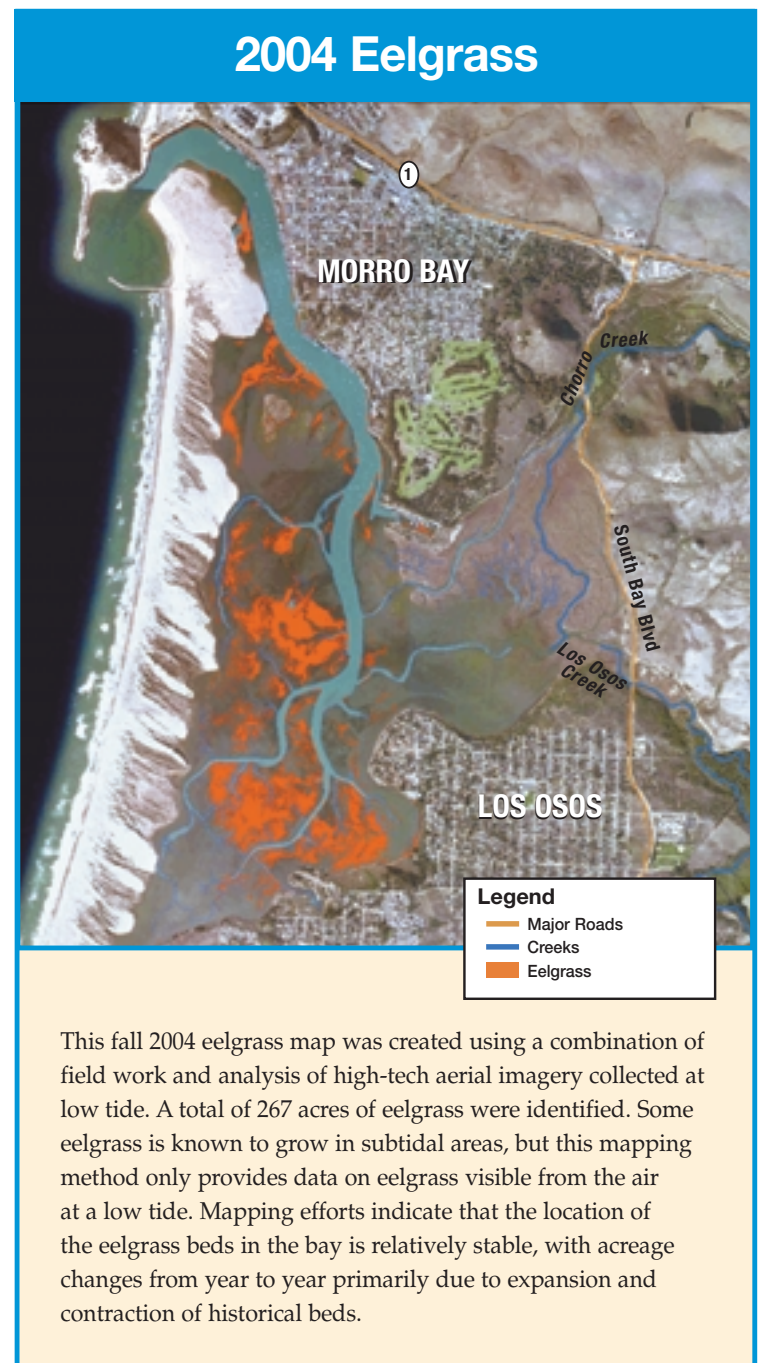 2004 Eelgrass
1
MORRO BAY
Chorro Creek
South Bay Blvd
Los Osos
Creek
LOS OSOS
Legend
Major Roads
Creeks
Eelgrass
This fall 2004 eelgrass map was created using a combination of
field work and analysis of high-tech aerial imagery collected at
low tide. A total of 267 acres of eelgrass were identified. Some
eelgrass is known to grow in subtidal areas, but this mapping
method only provides data on eelgrass visible from the air
at a low tide. Mapping efforts indicate that the location of
the eelgrass beds in the bay is relatively stable, with acreage
changes from year to year primarily due to expansion and
contraction of historical beds.